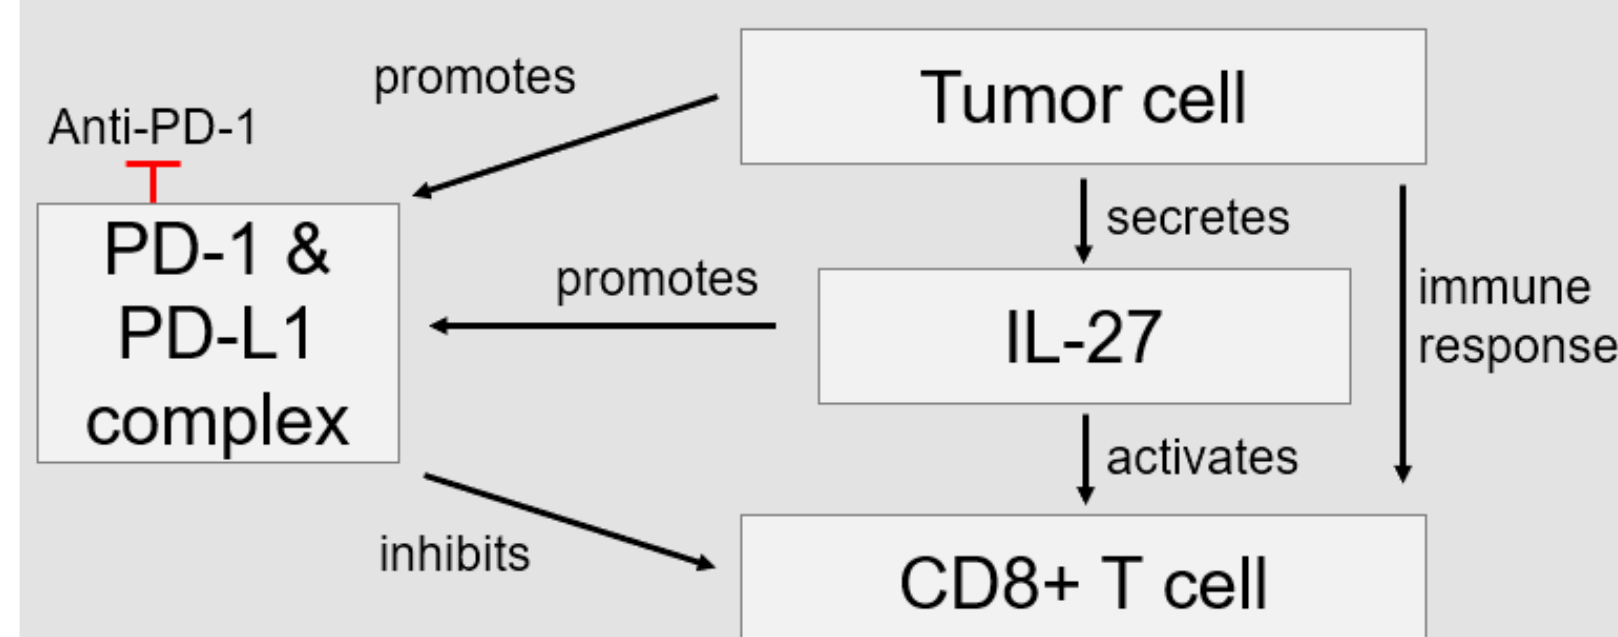 promotes
Tumor cell
Anti-PD-1
secretes
PD-1 &
PD-L1
complex
promotes
IL-27
immune
response
activates
inhibits
CD8+ T cell